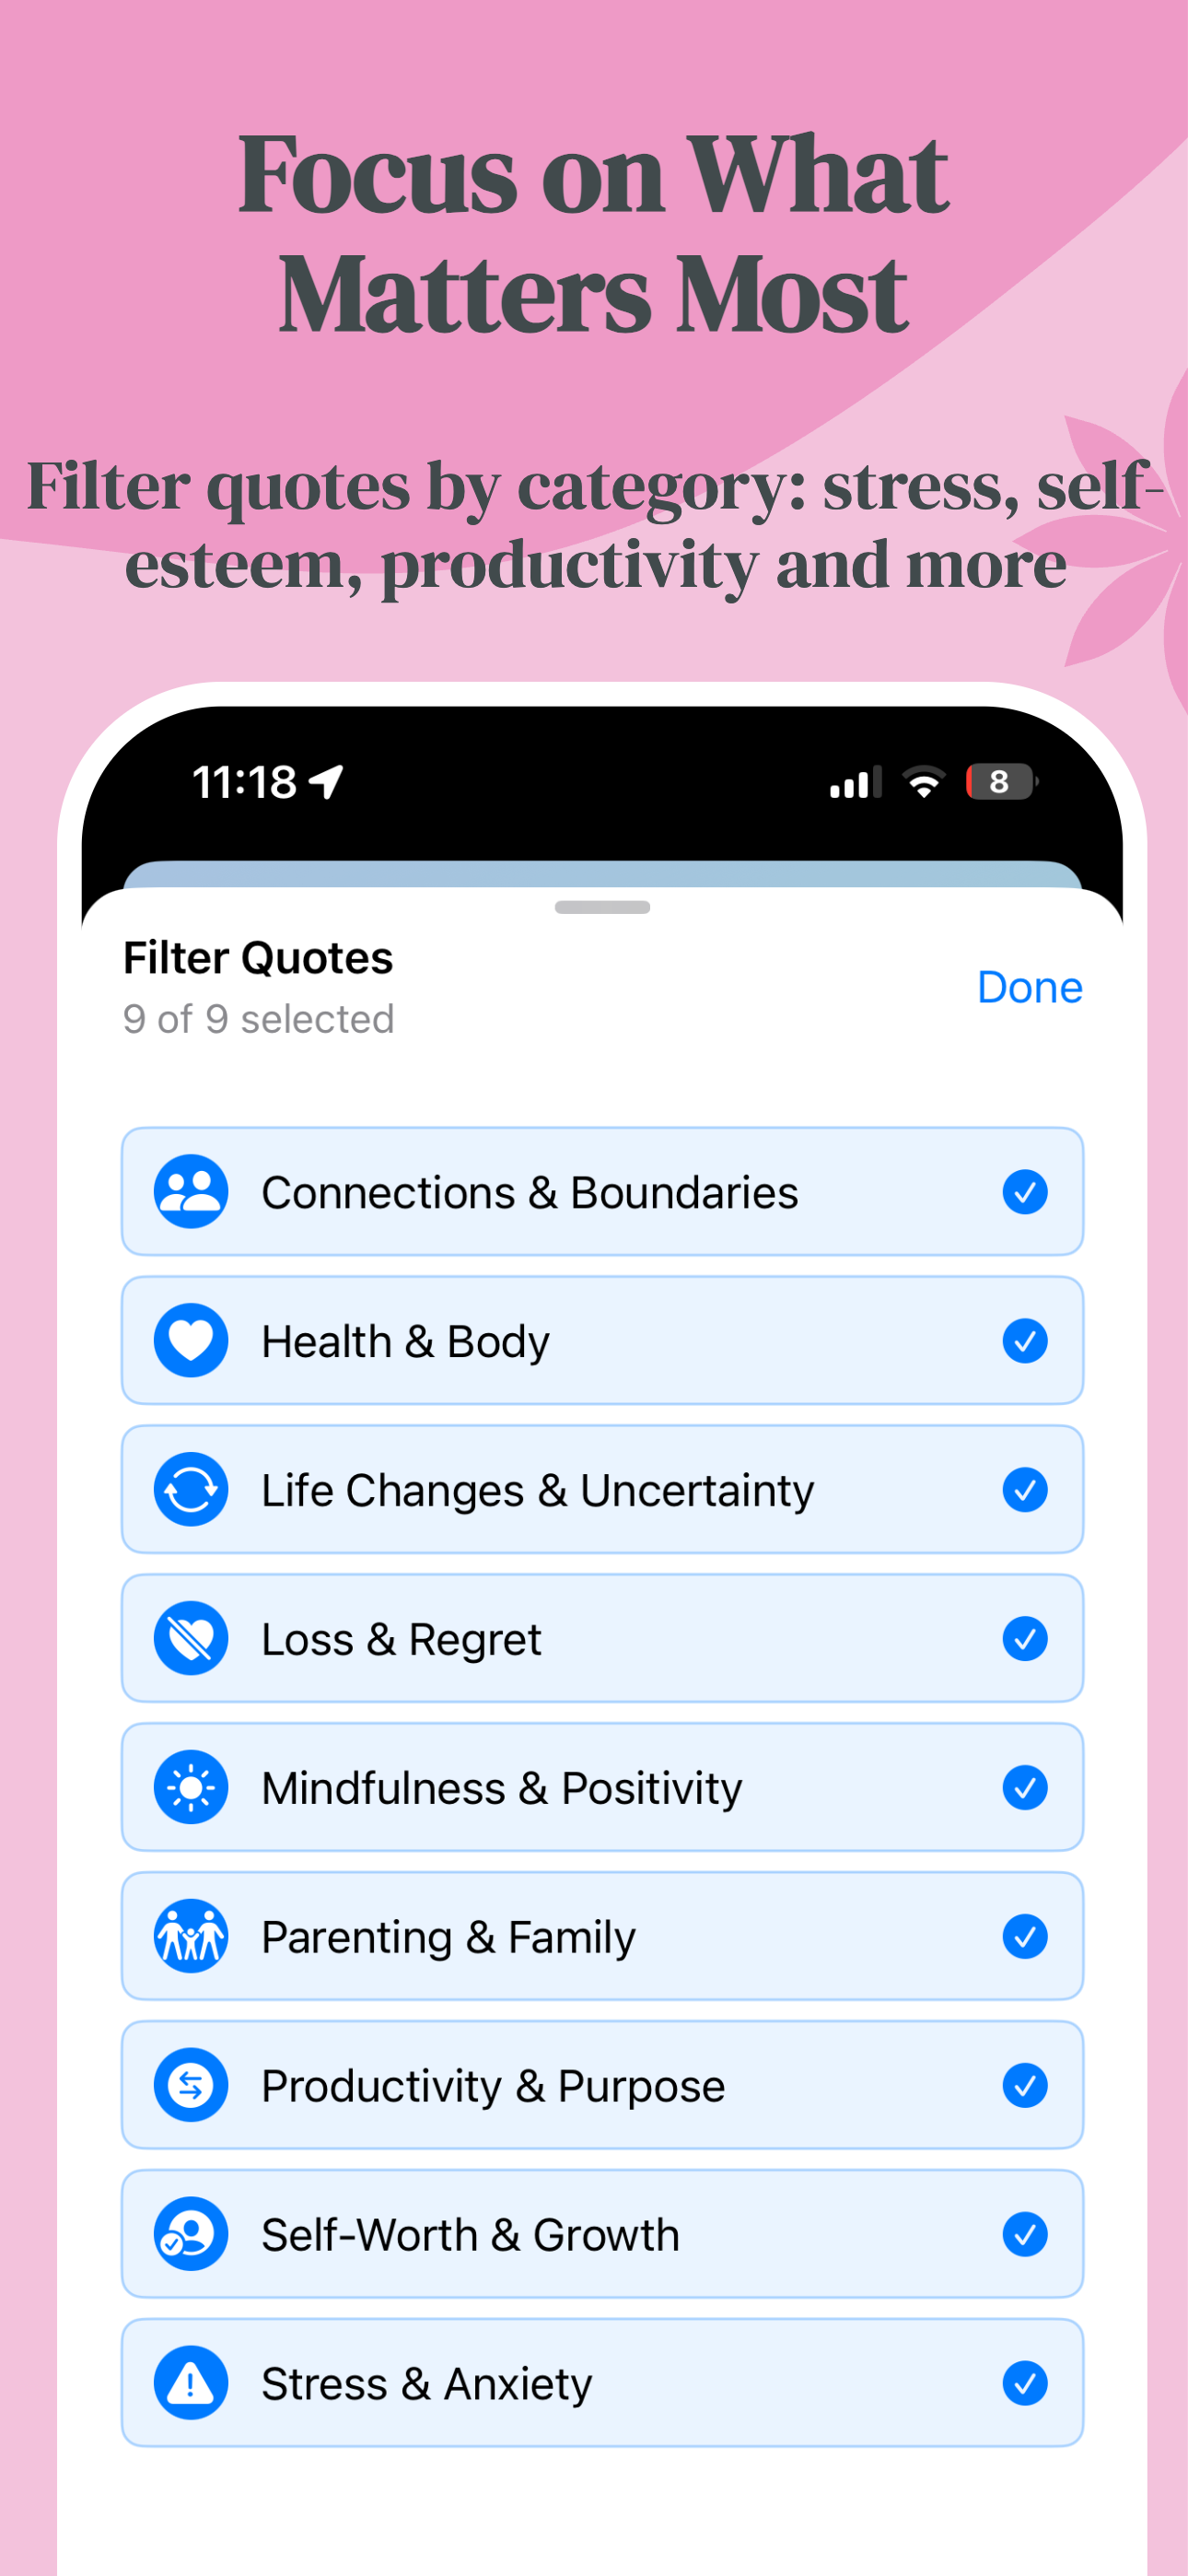 Focus on What
Matters Most
Filter quotes by category: stress, self-
esteem, productivity and more
11:18
8
Filter Quotes
9 of 9 selected
Done
Connections & Boundaries
Health & Body
Life Changes & Uncertainty
Loss & Regret
Mindfulness & Positivity
Parenting & Family
Productivity & Purpose
Self-Worth & Growth
Stress & Anxiety